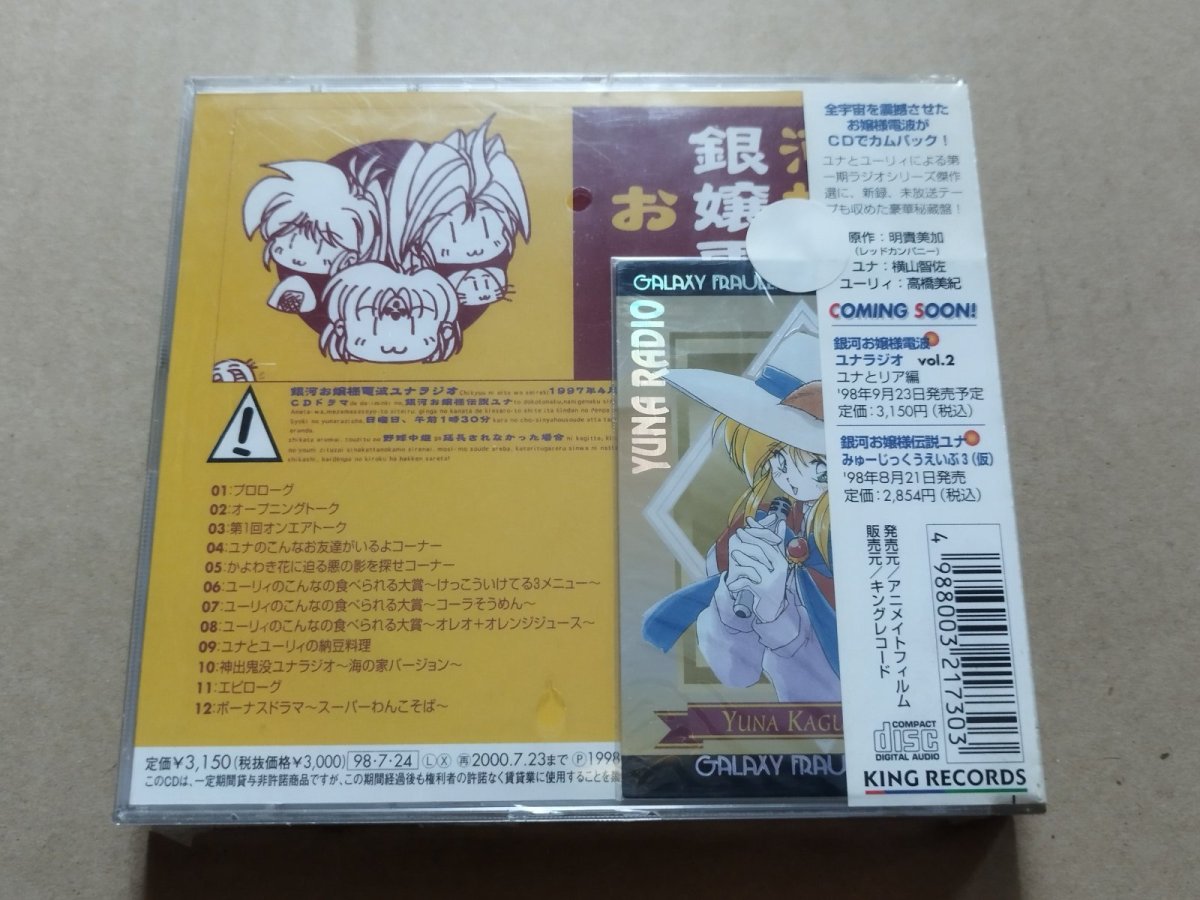 銀河
お嬢様
電
GALAXY FRAULE
YUNA RADIO
YUNA KAGU
GALAXY FRAU
銀河お嬢様電波ユナラジオ
1997年4月
CDドラマ
銀河お嬢様伝説ユナ
日曜日、午前1時30分
野球中継
延長されなかった場合
01:プロローグ
02:オープニングトーク
03:第1回オンエアトーク
04:ユナのこんなお友達がいるよコーナー
05:かよわき花に迫る悪の影を探せコーナー
06:ユーリィのこんなの食べられる大賞～けっこういけてる3メニュー～
07:ユーリィのこんなの食べられる大賞～コーラそうめん～
08:ユーリィのこんなの食べられる大賞～オレオ+オレンジジュース～
09:ユナとユーリィの納豆料理
10:神出鬼没ユナラジオ～海の家バージョン～
11:エピローグ
12:ボーナスドラマ～スーパーわんこそば～
定価¥3,150(税抜価格¥3,000) 98・7・24 Ⓛ Ⓧ 再 2000.7.23まで Ⓟ1998
このCDは、一定期間貸与非許諾商品ですが、この期間経過後も権利者の許諾なく賃貸業に使用することを
全宇宙を震撼させた
お嬢様電波が
CDでカムバック！
ユナとユーリィによる第
一期ラジオシリーズ傑作
選に、新録、未放送テー
プも収めた豪華秘蔵盤！
原作：明貴美加
(レッドカンパニー)
ユナ：横山智佐
ユーリィ：高橋美紀
COMING SOON!
銀河お嬢様電波
ユナラジオ vol.2
ユナとリア編
'98年9月23日発売予定
定価：3,150円(税込)
銀河お嬢様伝説ユナ
みゅーじっくうえいぶ3(仮)
'98年8月21日発売
定価：2,854円(税込)
発売元/アニメイトフィルム
販売元/キングレコード
4 988003 217303
COMPACT
disc
DIGITAL AUDIO
KING RECORDS